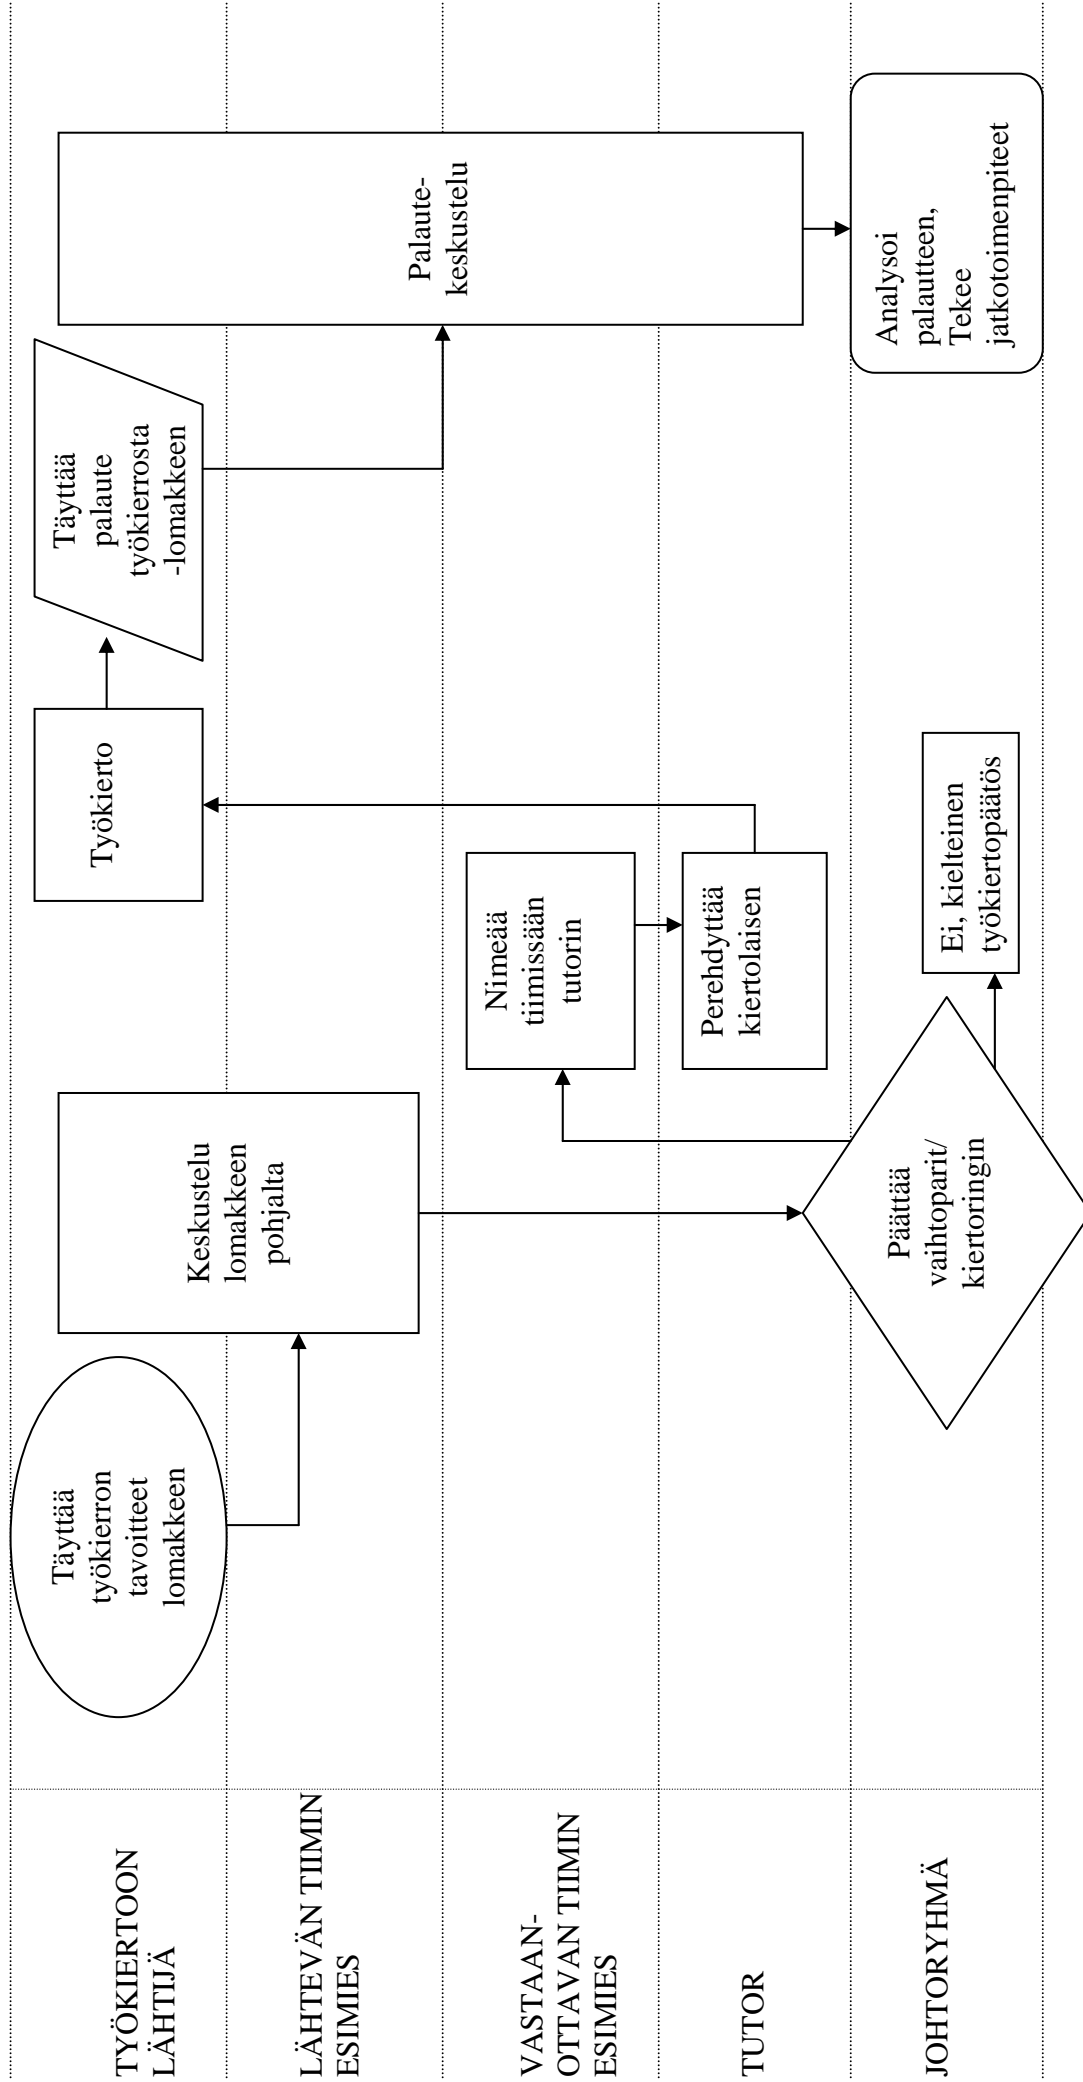 TYÖKIERTOON
LÄHTIJÄ
Täyttää
työkierron
tavoitteet
lomakkeen
Keskustelu
lomakkeen
pohjalta
Työkierto
Täyttää
palaute
työkierrosta
-lomakkeen
Palaute-
keskustelu
LÄHTEVÄN TIIMIN
ESIMIES
VASTAAN-
OTTAVAN TIIMIN
ESIMIES
Nimeää
tiimissään
tutorin
TUTOR
Perehdyttää
kiertolaisen
JOHTORYHMÄ
Päättää
vaihtoparit/
kiertoringin
Ei, kielteinen
työkiertopäätös
Analysoi
palautteen,
Tekee
jatkotoimenpiteet